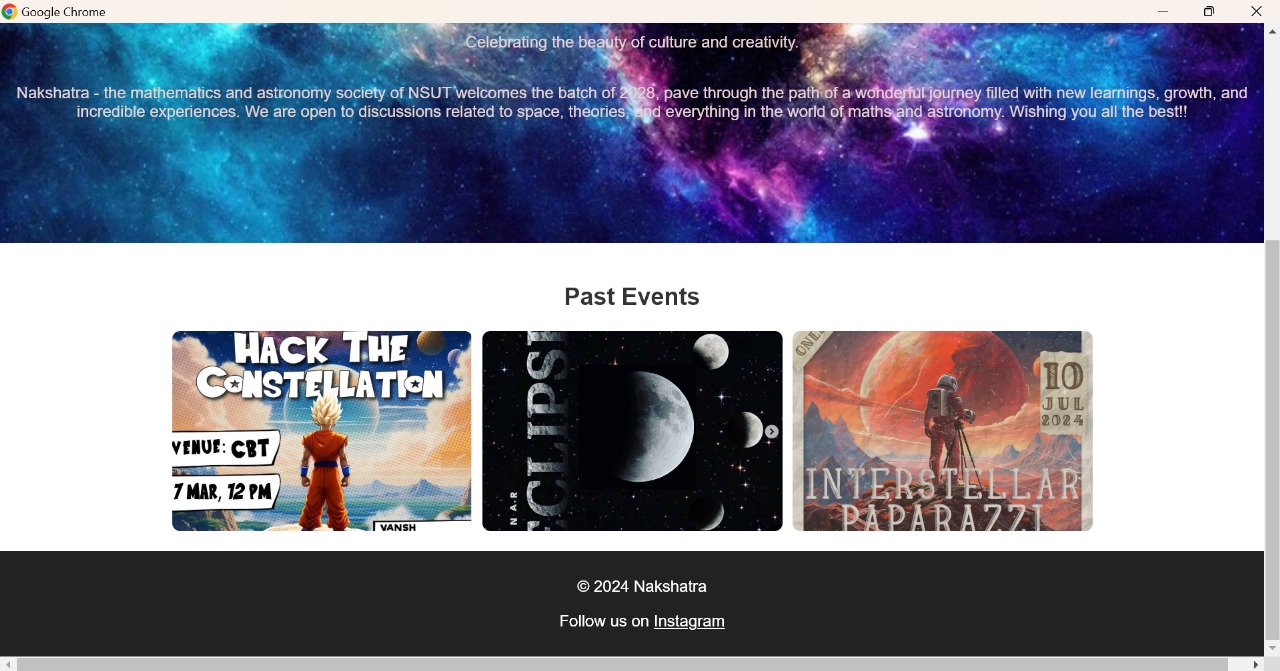 Google Chrome
Celebrating the beauty of culture and creativity.
Nakshatra - the mathematics and astronomy society of NSUT welcomes the batch of 2028, pave through the path of a wonderful journey filled with new learnings, growth, and
incredible experiences. We are open to discussions related to space, theories, and everything in the world of maths and astronomy. Wishing you all the best!!
Past Events
HACK THE
CONSTELLATION
VENUE: CBT
7 MAR, 12 PM
VANSH
ECLIPSE
10
JUL
2024
INTERSTELLAR
PAPARAZZI
© 2024 Nakshatra
Follow us on Instagram